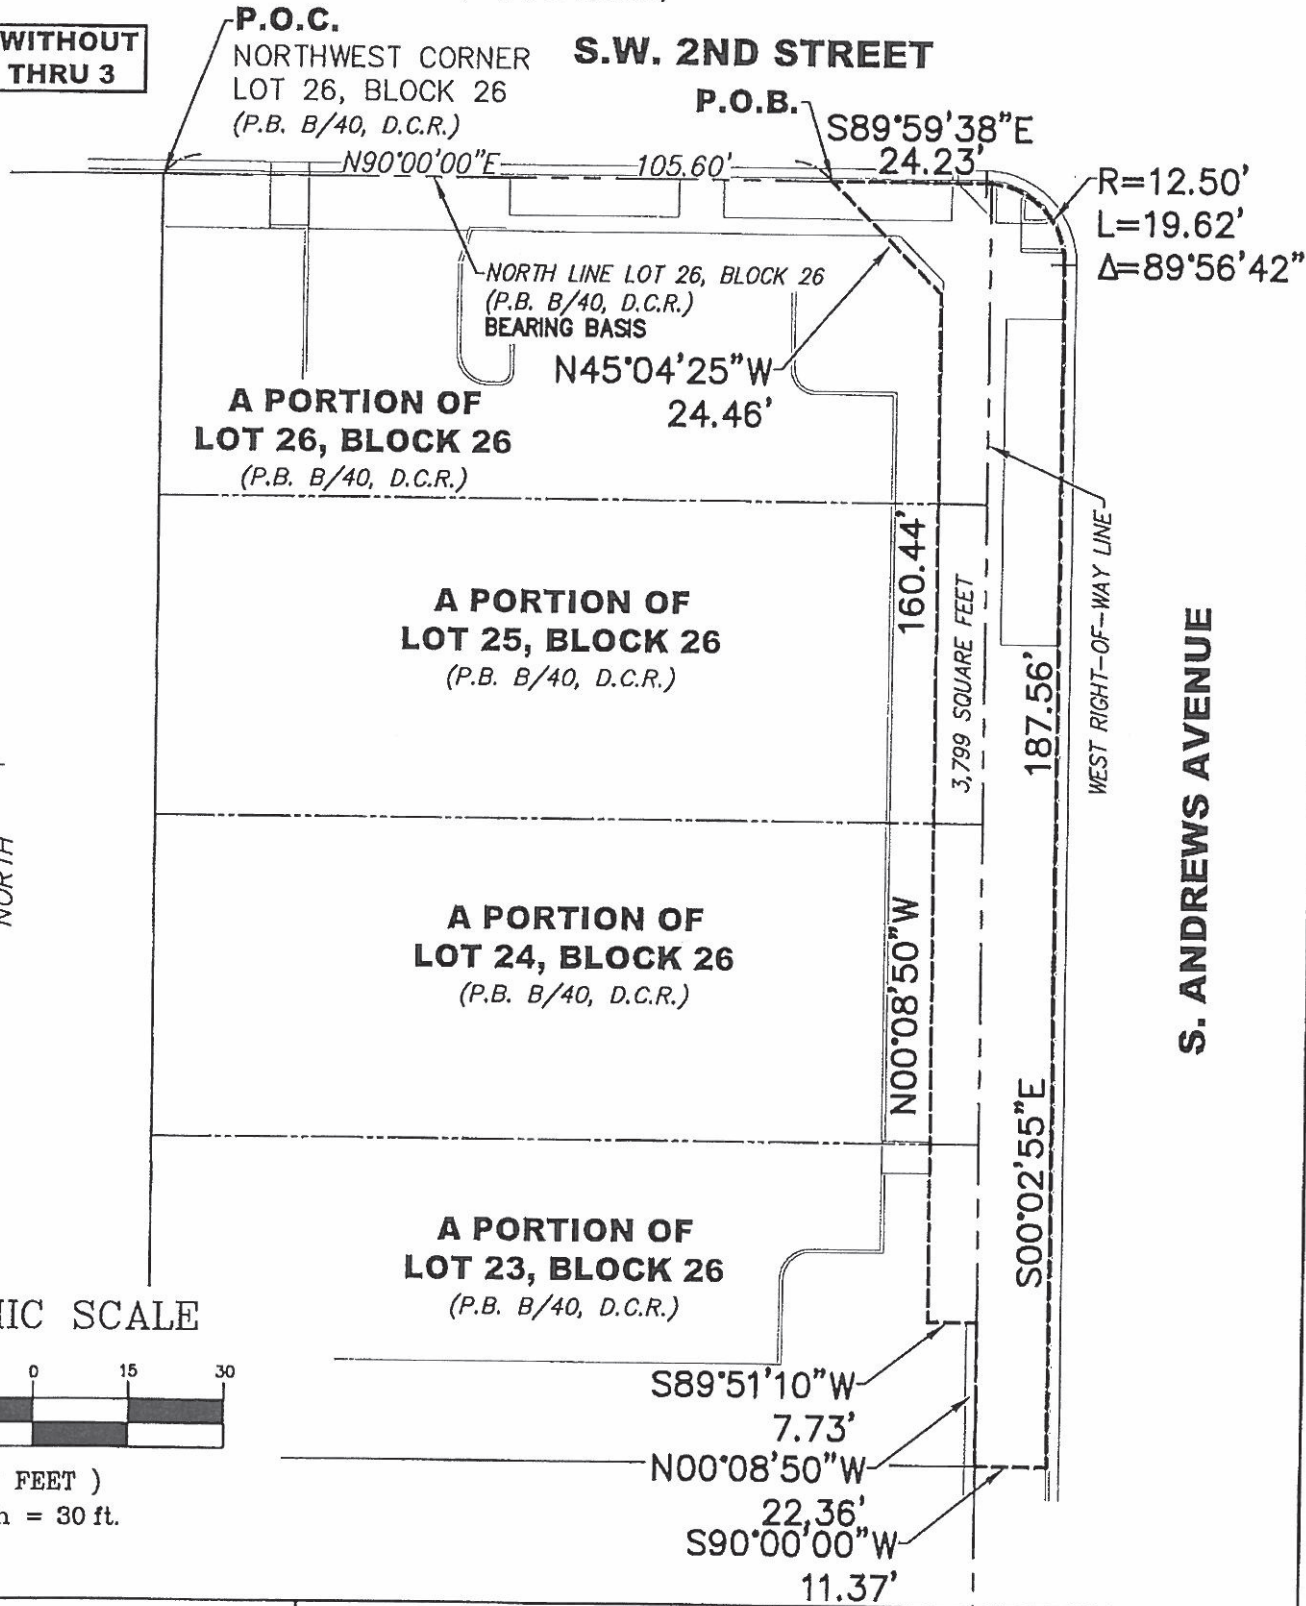 WITHOUT
THRU 3
P.O.C.
NORTHWEST CORNER
LOT 26, BLOCK 26
(P.B. B/40, D.C.R.)
S.W. 2ND STREET
P.O.B.
S89°59'38"E
24.23'
N90°00'00"E
105.60'
R=12.50'
L=19.62'
Δ=89°56'42"
NORTH LINE LOT 26, BLOCK 26
(P.B. B/40, D.C.R.)
BEARING BASIS
N45°04'25"W
24.46'
A PORTION OF
LOT 26, BLOCK 26
(P.B. B/40, D.C.R.)
A PORTION OF
LOT 25, BLOCK 26
(P.B. B/40, D.C.R.)
160.44'
3,799 SQUARE FEET
187.56'
WEST RIGHT-OF-WAY LINE
S. ANDREWS AVENUE
NORTH
A PORTION OF
LOT 24, BLOCK 26
(P.B. B/40, D.C.R.)
N00°08'50"W
S00°02'55"E
A PORTION OF
LOT 23, BLOCK 26
(P.B. B/40, D.C.R.)
HIC SCALE
0 15 30
FEET )
= 30 ft.
S89°51'10"W
7.73'
N00°08'50"W
22.36'
S90°00'00"W
11.37'